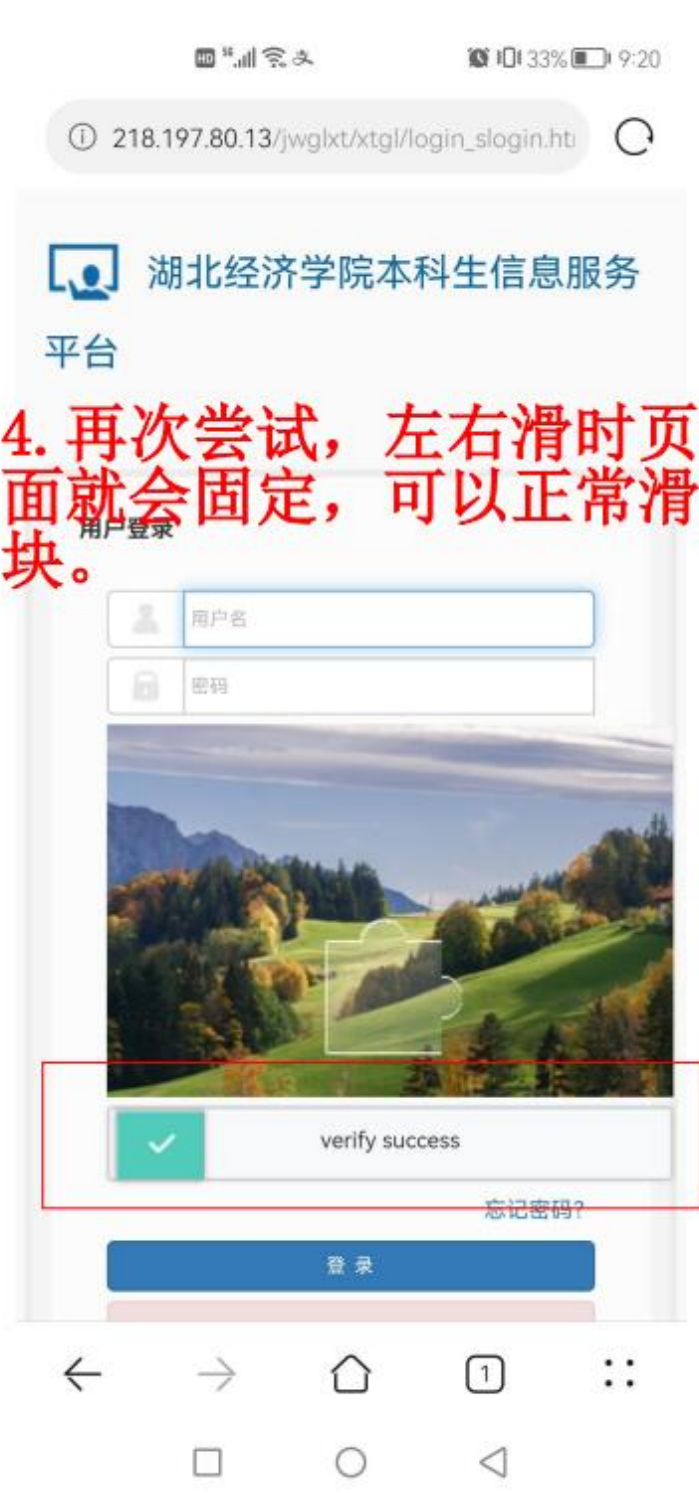 HD 5G 33% 9:20
218.197.80.13/jwglxt/xtgl/login_slogin.ht
湖北经济学院本科生信息服务
平台
4.再次尝试，左右滑时页
面就会固定，可以正常滑
块。
用户登录
用户名
密码
verify success
忘记密码?
登 录
1